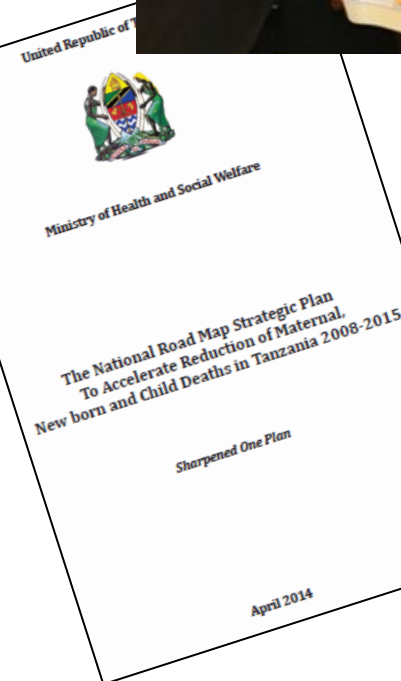 United Republic of
Ministry of Health and Social Welfare
The National Road Map Strategic Plan
To Accelerate Reduction of Maternal,
New born and Child Deaths in Tanzania 2008-2015
Sharpened One Plan
April 2014